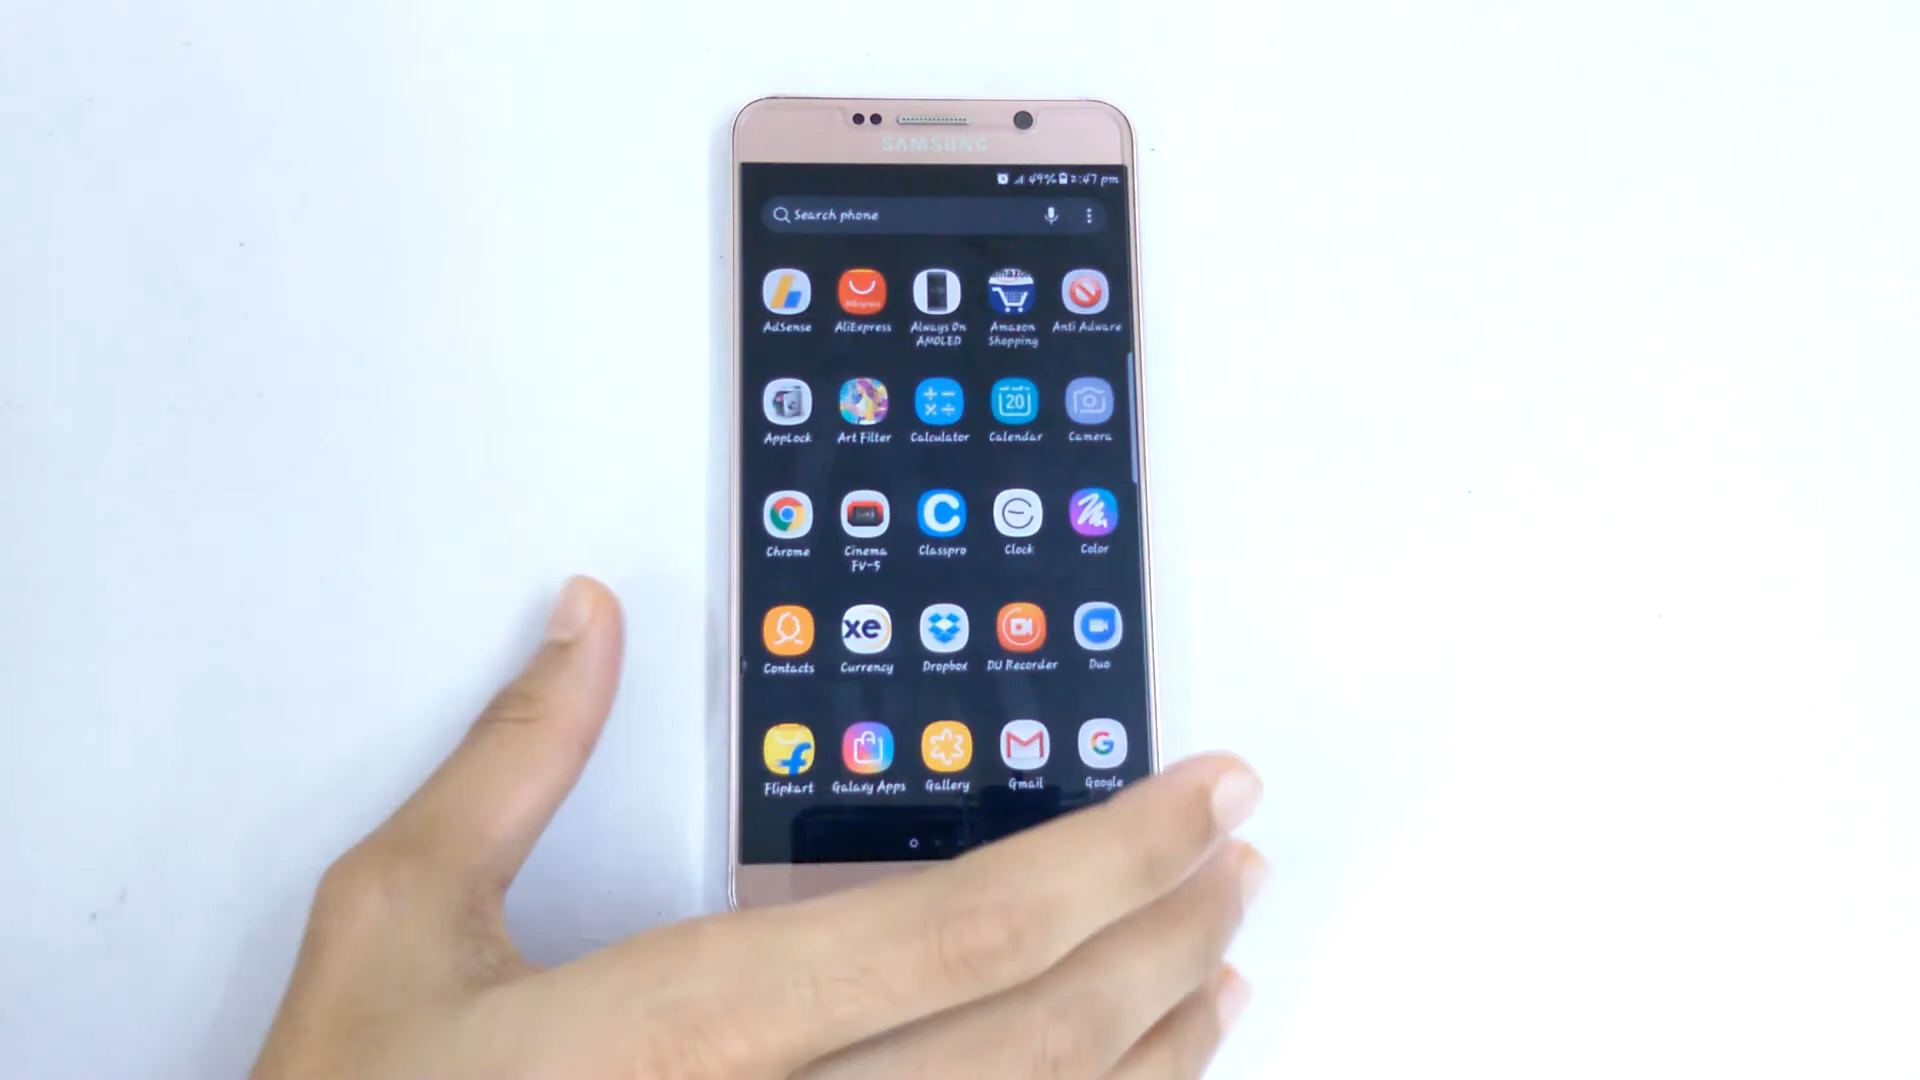 SAMSUNG
49% 2:47 pm
Search phone
amazon
AliExpress
AdSense AliExpress Always On Amazon Anti Adware
AMOLED Shopping
20
AppLock Art Filter Calculator Calendar Camera
C
Chrome Cinema Classpro Clock Color
FV-5
xe
Contacts Currency Dropbox DU Recorder Duo
f M G
Flipkart Galaxy Apps Gallery Gmail Google